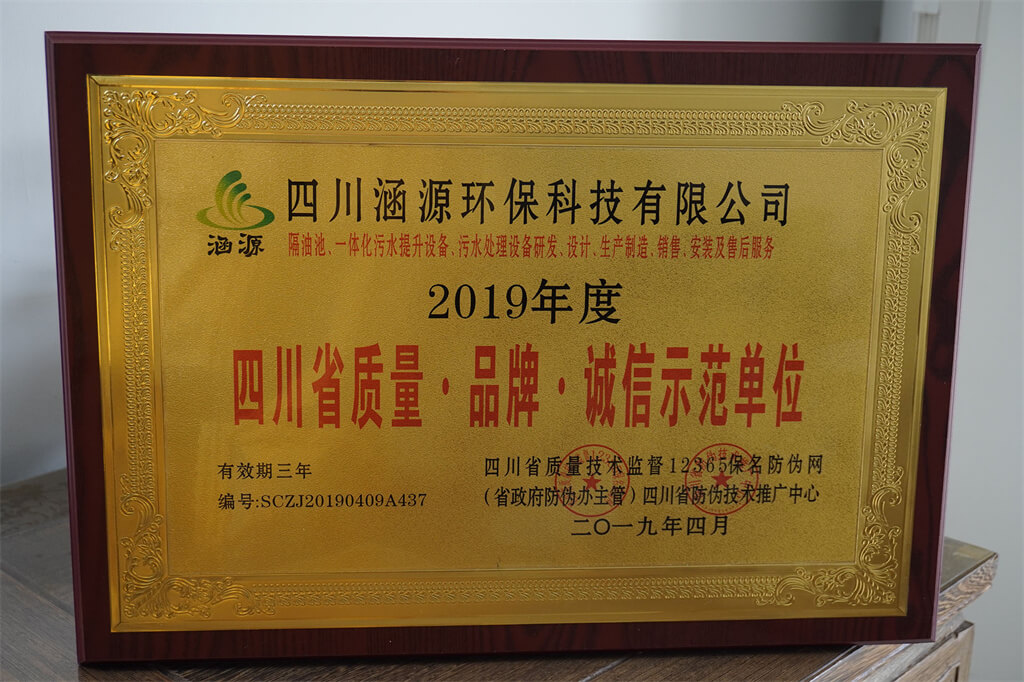 四川涵源环保科技有限公司
涵源
隔油池、一体化污水提升设备、污水处理设备研发、设计、生产制造、销售、安装及售后服务
2019年度
四川省质量·品牌·诚信示范单位
有效期三年
编号:SCZJ20190409A437
四川省质量技术监督12365保名防伪网
(省政府防伪办主管)四川省防伪技术推广中心
二〇一九年四月